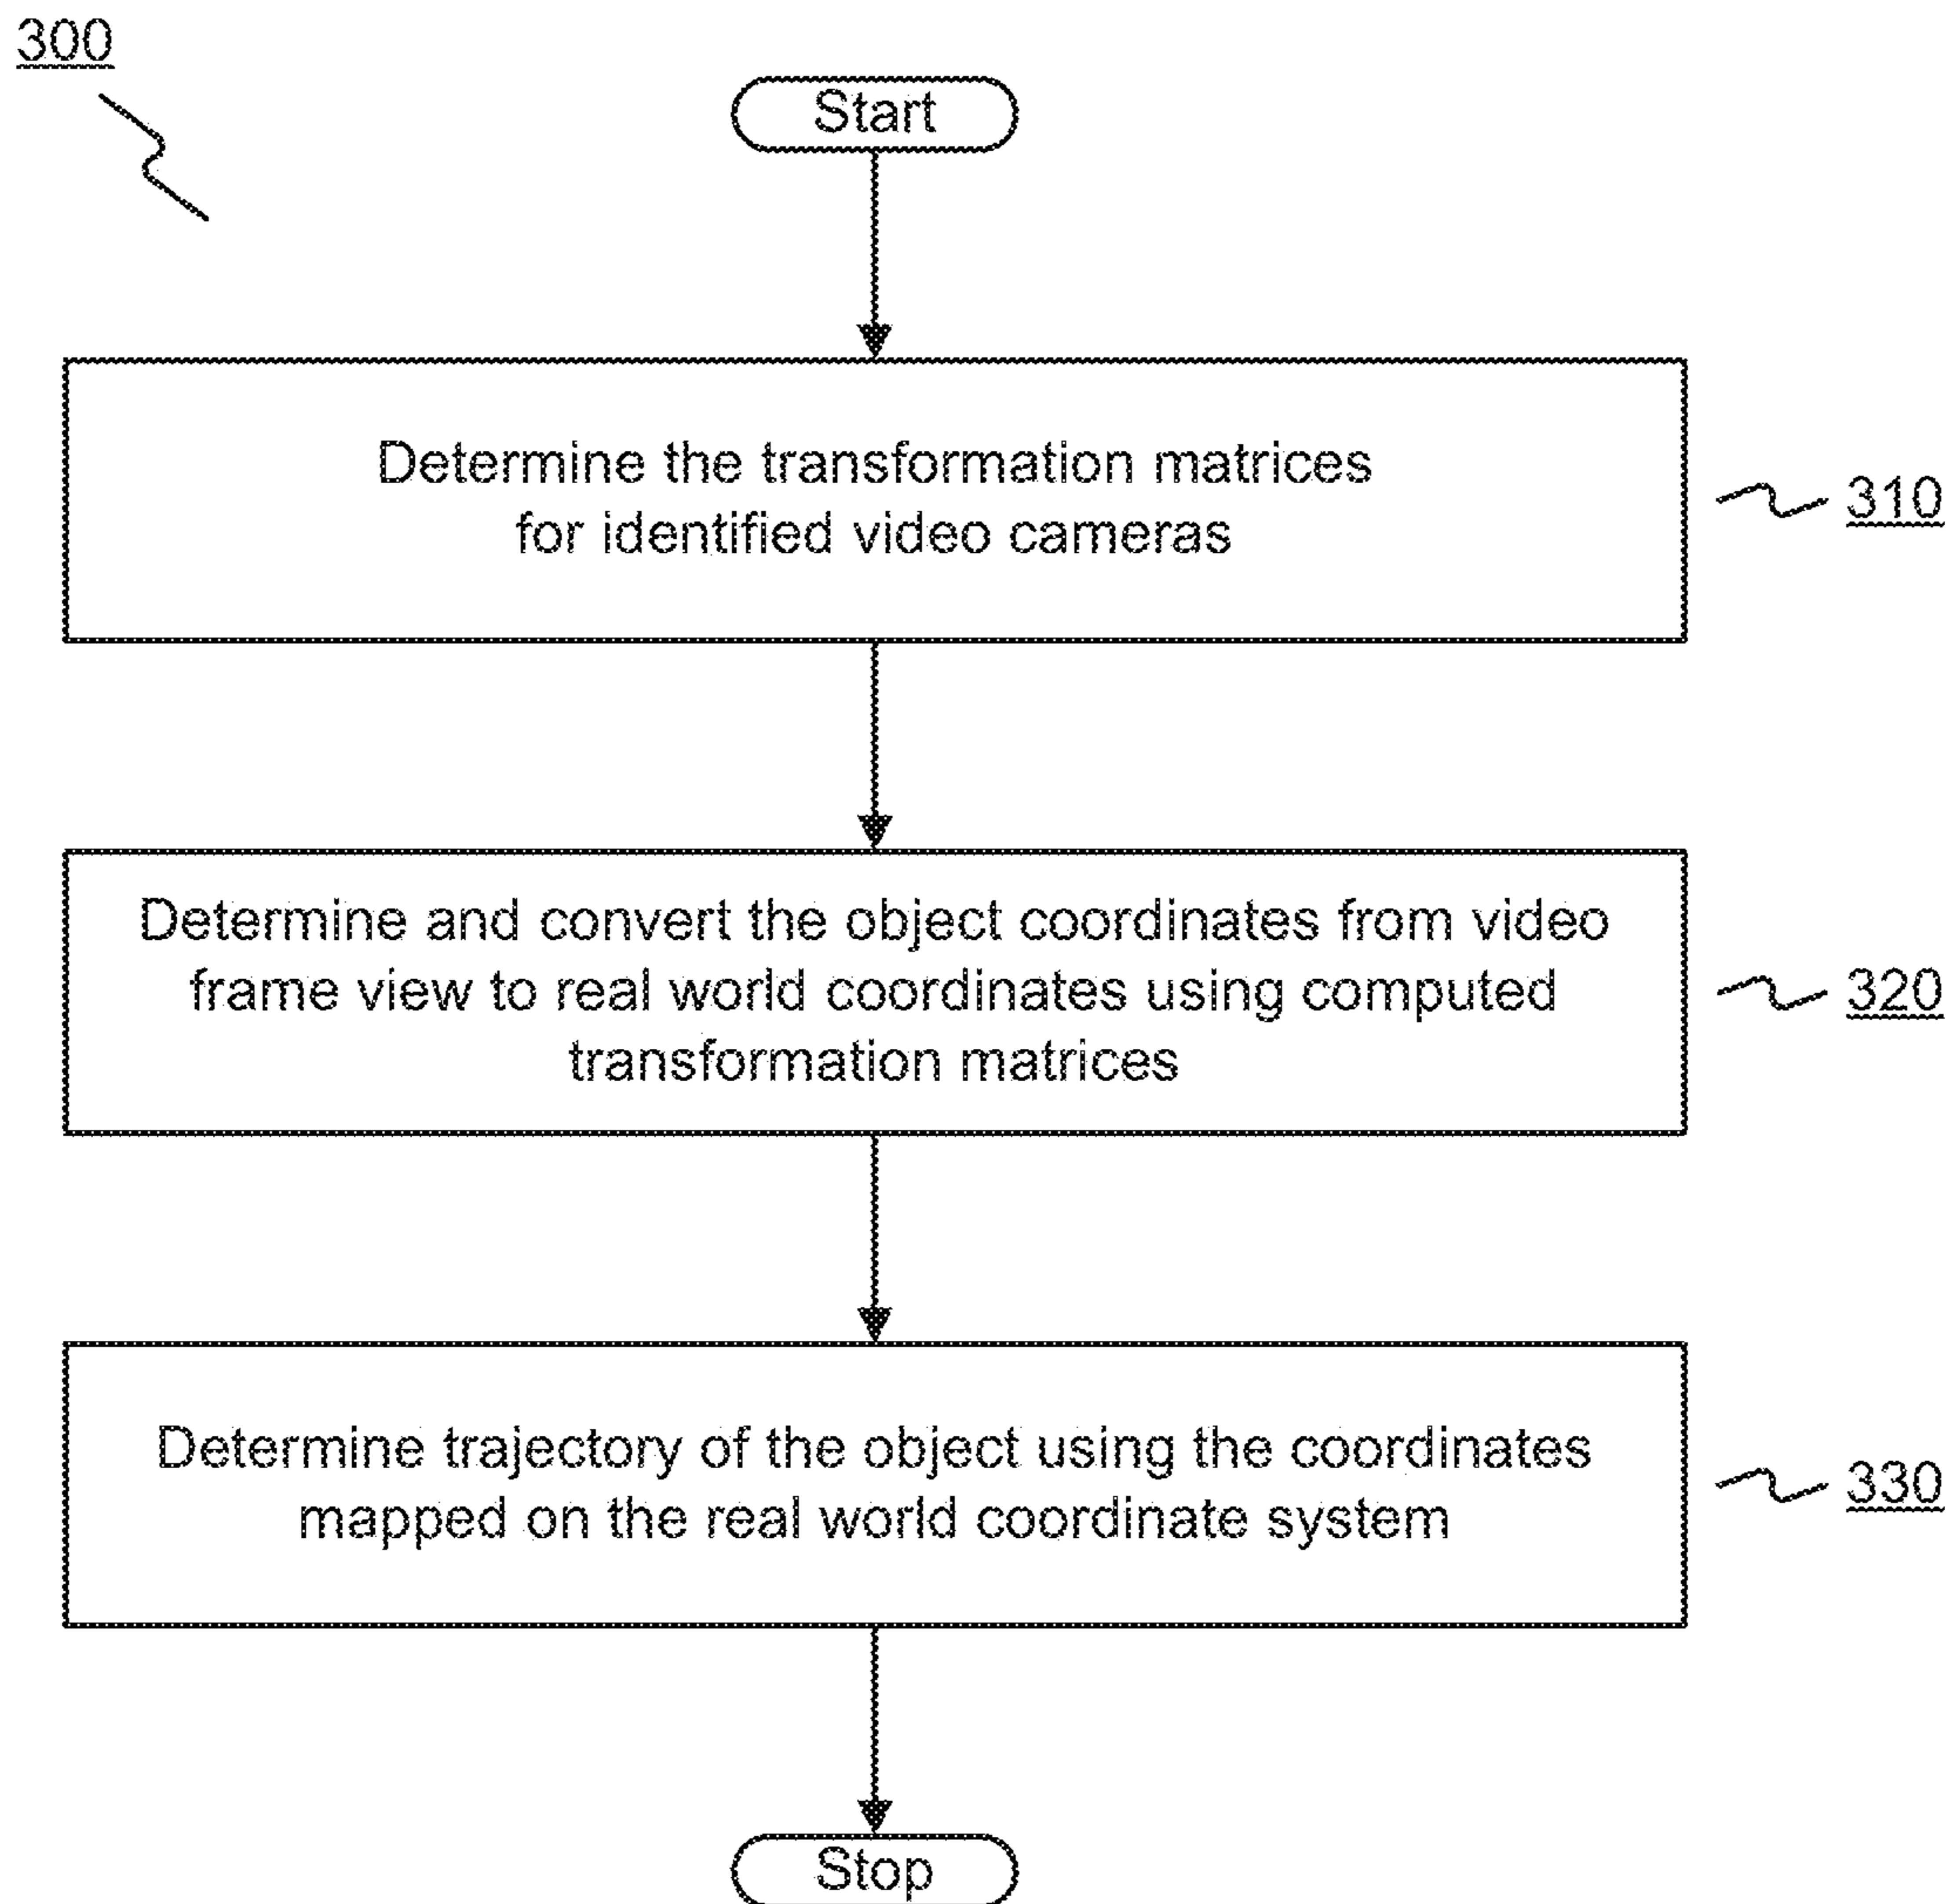 300
Start
Determine the transformation matrices
for identified video cameras
310
Determine and convert the object coordinates from video
frame view to real world coordinates using computed
transformation matrices
320
Determine trajectory of the object using the coordinates
mapped on the real world coordinate system
330
Stop